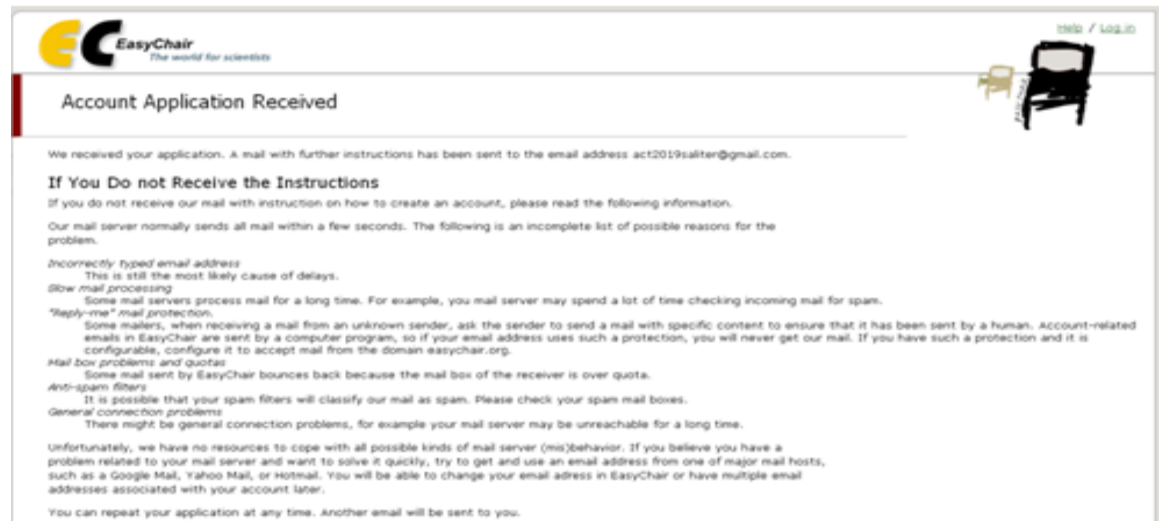 EC EasyChair
The world for scientists
Help / Log in
Account Application Received
We received your application. A mail with further instructions has been sent to the email address act2019saliter@gmail.com.
If You Do not Receive the Instructions
If you do not receive our mail with instruction on how to create an account, please read the following information.
Our mail server normally sends all mail within a few seconds. The following is an incomplete list of possible reasons for the
problem.
Incorrectly typed email address
This is still the most likely cause of delays.
Slow mail processing
Some mail servers process mail for a long time. For example, you mail server may spend a lot of time checking incoming mail for spam.
"Reply-me" mail protection.
Some mailers, when receiving a mail from an unknown sender, ask the sender to send a mail with specific content to ensure that it has been sent by a human. Account-related
emails in EasyChair are sent by a computer program, so if your email address uses such a protection, you will never get our mail. If you have such a protection and it is
configurable, configure it to accept mail from the domain easychair.org.
Mail box problems and quotas
Some mail sent by EasyChair bounces back because the mail box of the receiver is over quota.
Anti-spam filters
It is possible that your spam filters will classify our mail as spam. Please check your spam mail boxes.
General connection problems
There might be general connection problems, for example your mail server may be unreachable for a long time.
Unfortunately, we have no resources to cope with all possible kinds of mail server (mis)behavior. If you believe you have a
problem related to your mail server and want to solve it quickly, try to get and use an email address from one of major mail hosts,
such as a Google Mail, Yahoo Mail, or Hotmail. You will be able to change your email adress in EasyChair or have multiple email
addresses associated with your account later.
You can repeat your application at any time. Another email will be sent to you.